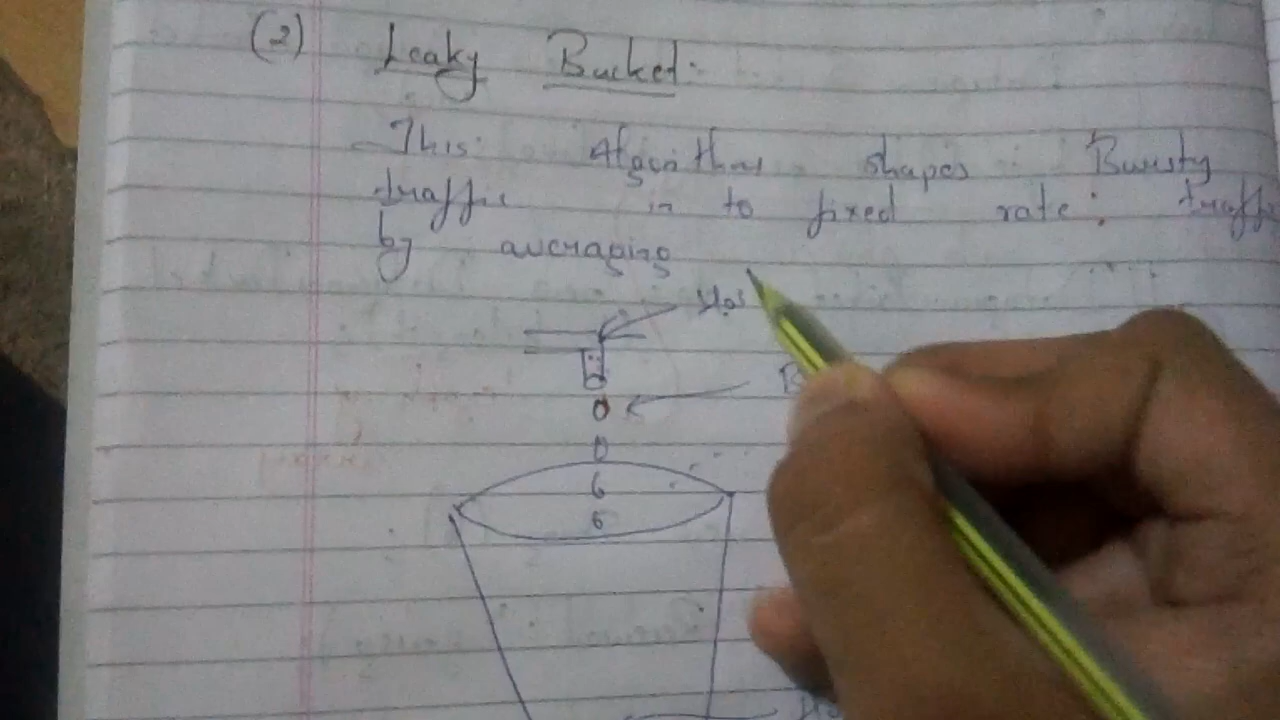 (2) Leaky Bucket.
This Algorithm shapes Bursty
traffic in to fixed rate traffic
by averaging